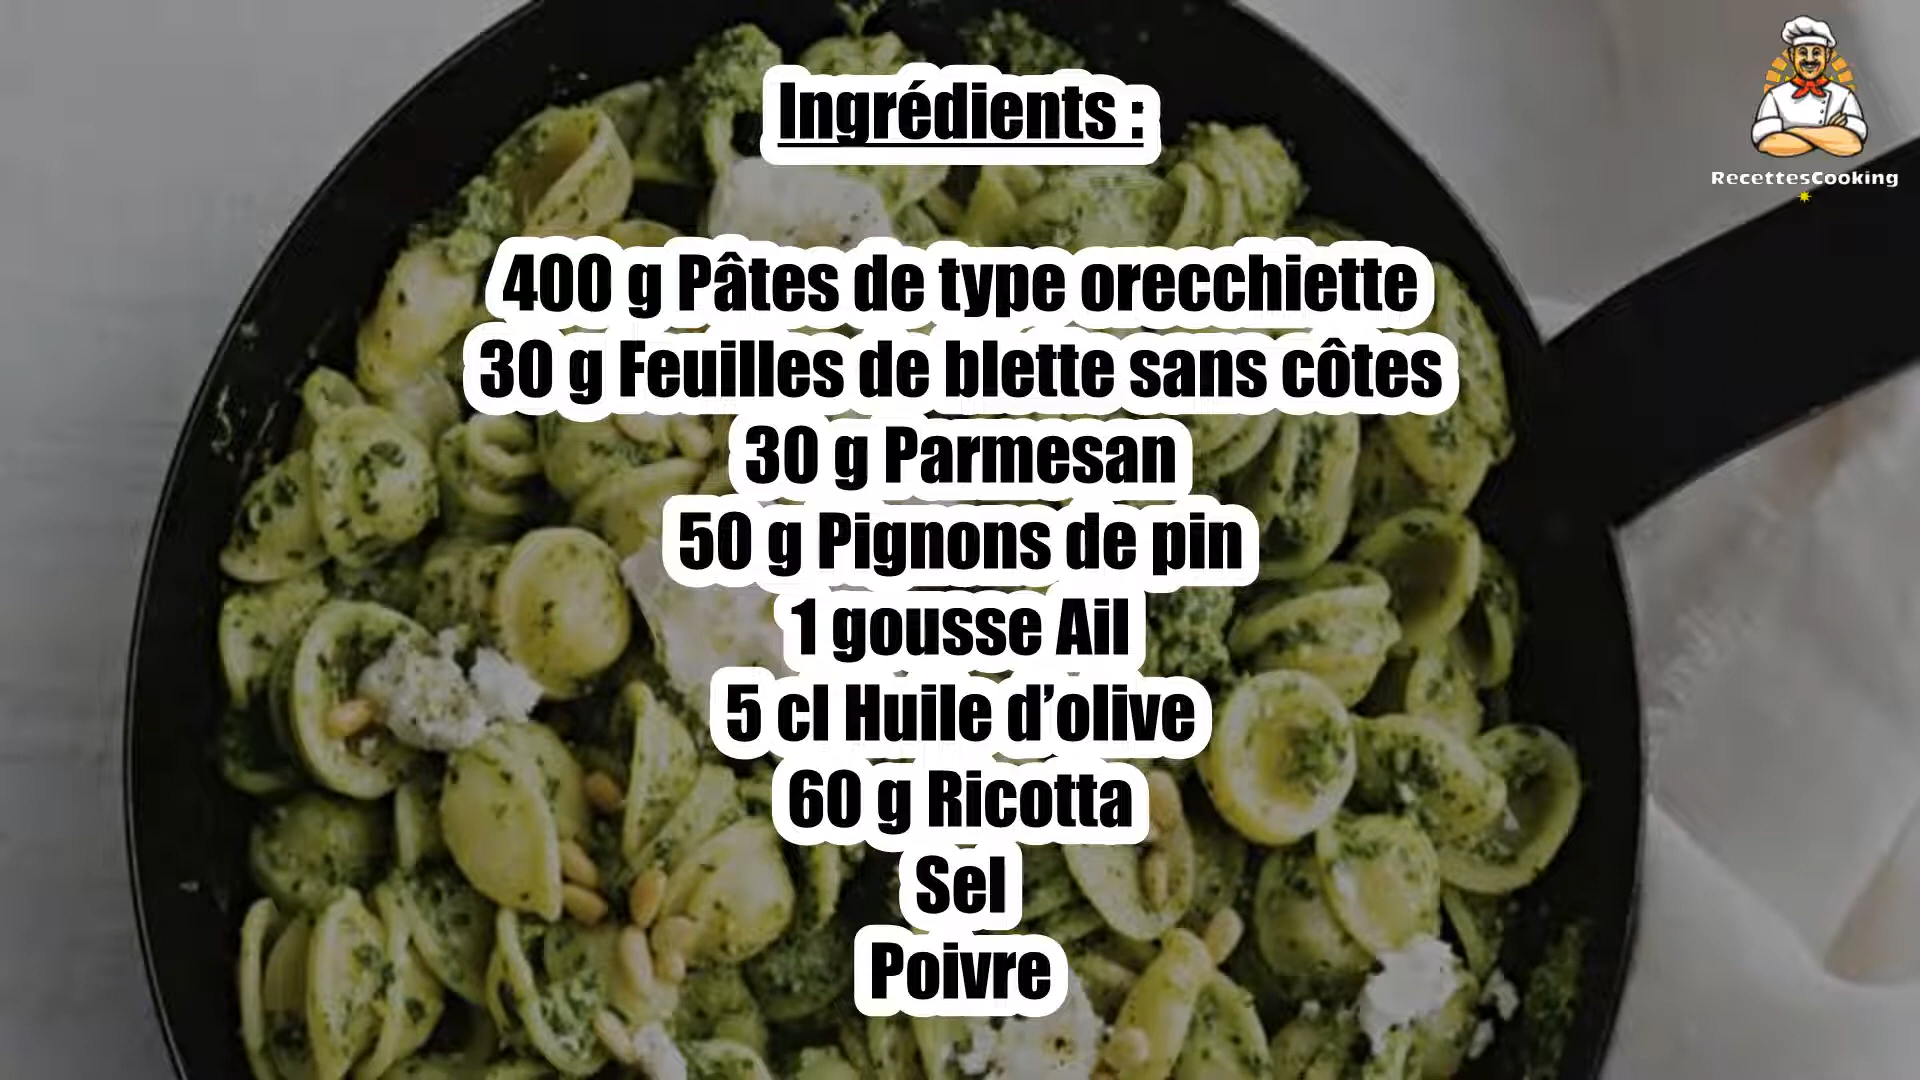 Ingrédients :
RecettesCooking
400 g Pâtes de type orecchiette
30 g Feuilles de blette sans côtes
30 g Parmesan
50 g Pignons de pin
1 gousse Ail
5 cl Huile d’olive
60 g Ricotta
Sel
Poivre